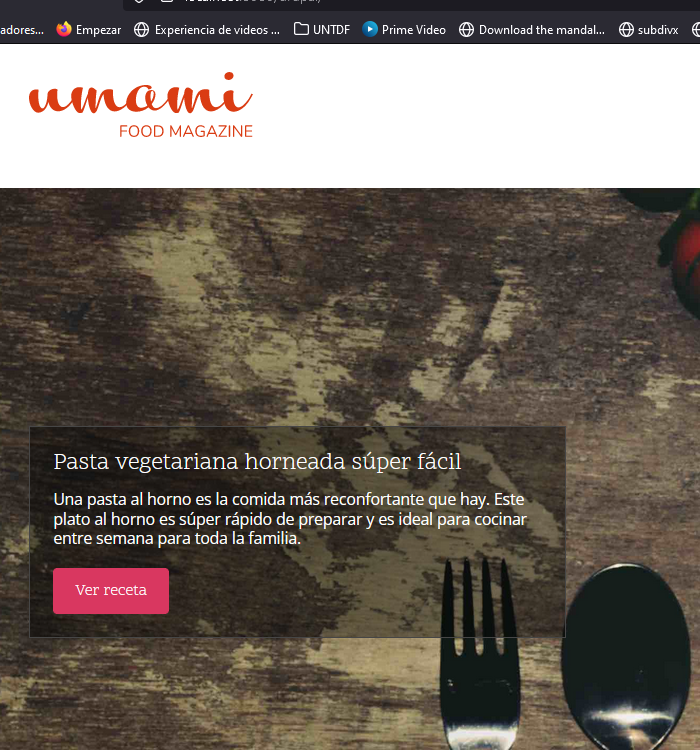 adores... Empezar Experiencia de videos ... UNTDF Prime Video Download the mandal... subdivx
umami
FOOD MAGAZINE
Pasta vegetariana horneada súper fácil
Una pasta al horno es la comida más reconfortante que hay. Este
plato al horno es súper rápido de preparar y es ideal para cocinar
entre semana para toda la familia.
Ver receta